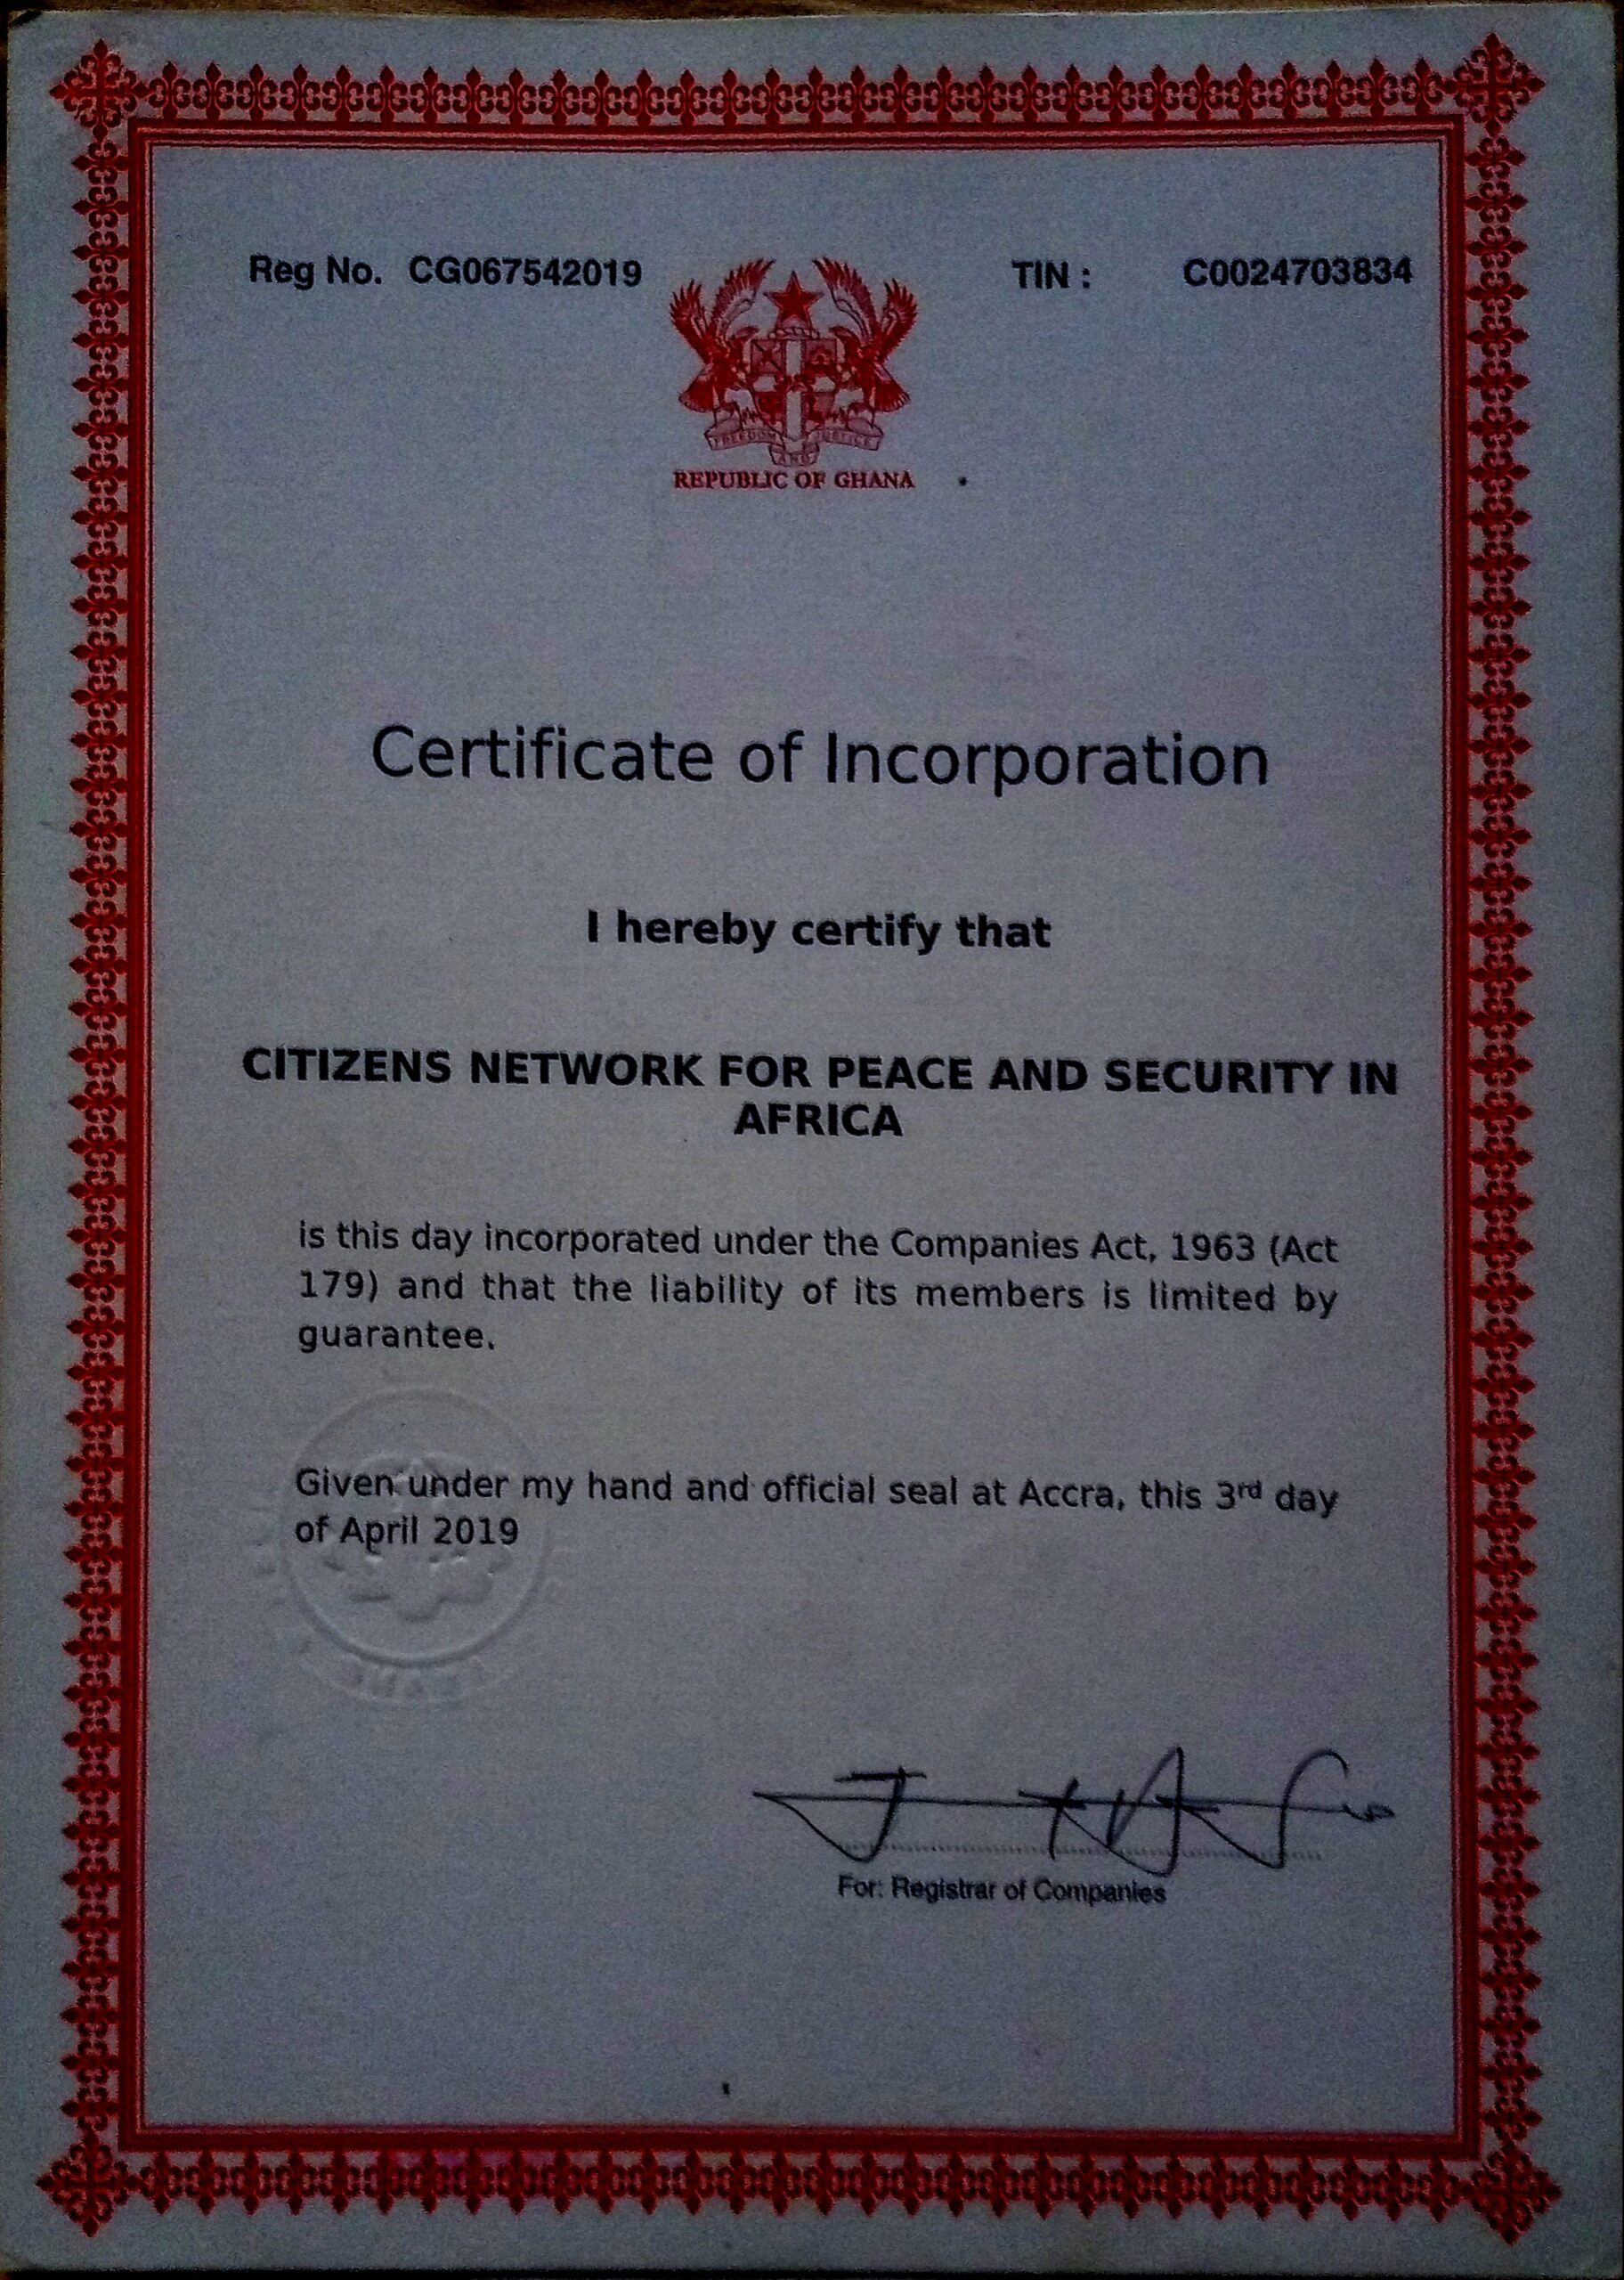 Reg No. CG067542019
TIN : C0024703834
FREEDOM AND JUSTICE
REPUBLIC OF GHANA
Certificate of Incorporation
I hereby certify that
CITIZENS NETWORK FOR PEACE AND SECURITY IN
AFRICA
is this day incorporated under the Companies Act, 1963 (Act
179) and that the liability of its members is limited by
guarantee.
Given under my hand and official seal at Accra, this 3rd day
of April 2019
For: Registrar of Companies